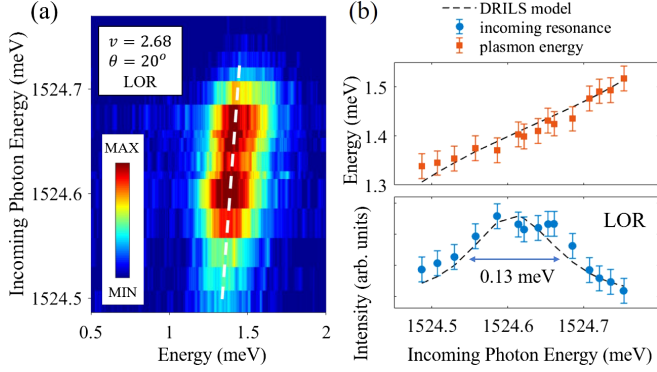 (a)
Incoming Photon Energy (meV)
1524.7
1524.6
1524.5
ν = 2.68
θ = 20°
LOR
MAX
MIN
0.5 1 1.5 2
Energy (meV)
(b)
DRILS model
incoming resonance
plasmon energy
Energy (meV)
1.5
1.4
1.3
Intensity (arb. units)
LOR
0.13 meV
1524.5 1524.6 1524.7
Incoming Photon Energy (meV)